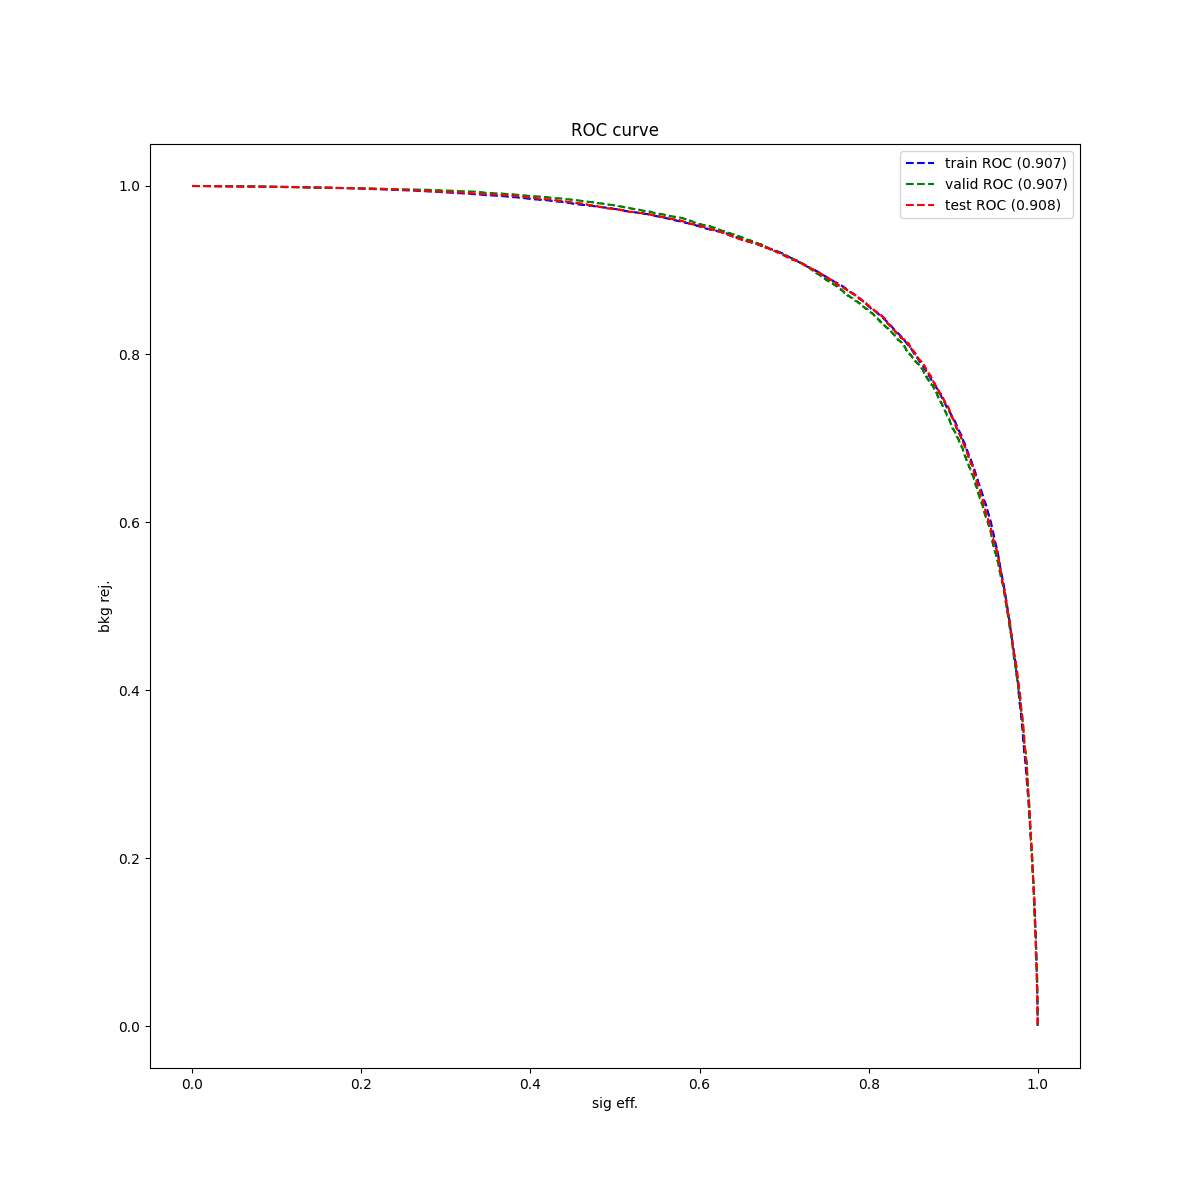 ROC curve
train ROC (0.907)
valid ROC (0.907)
test ROC (0.908)
1.0
0.8
0.6
0.4
0.2
0.0
bkg rej.
0.0 0.2 0.4 0.6 0.8 1.0
sig eff.